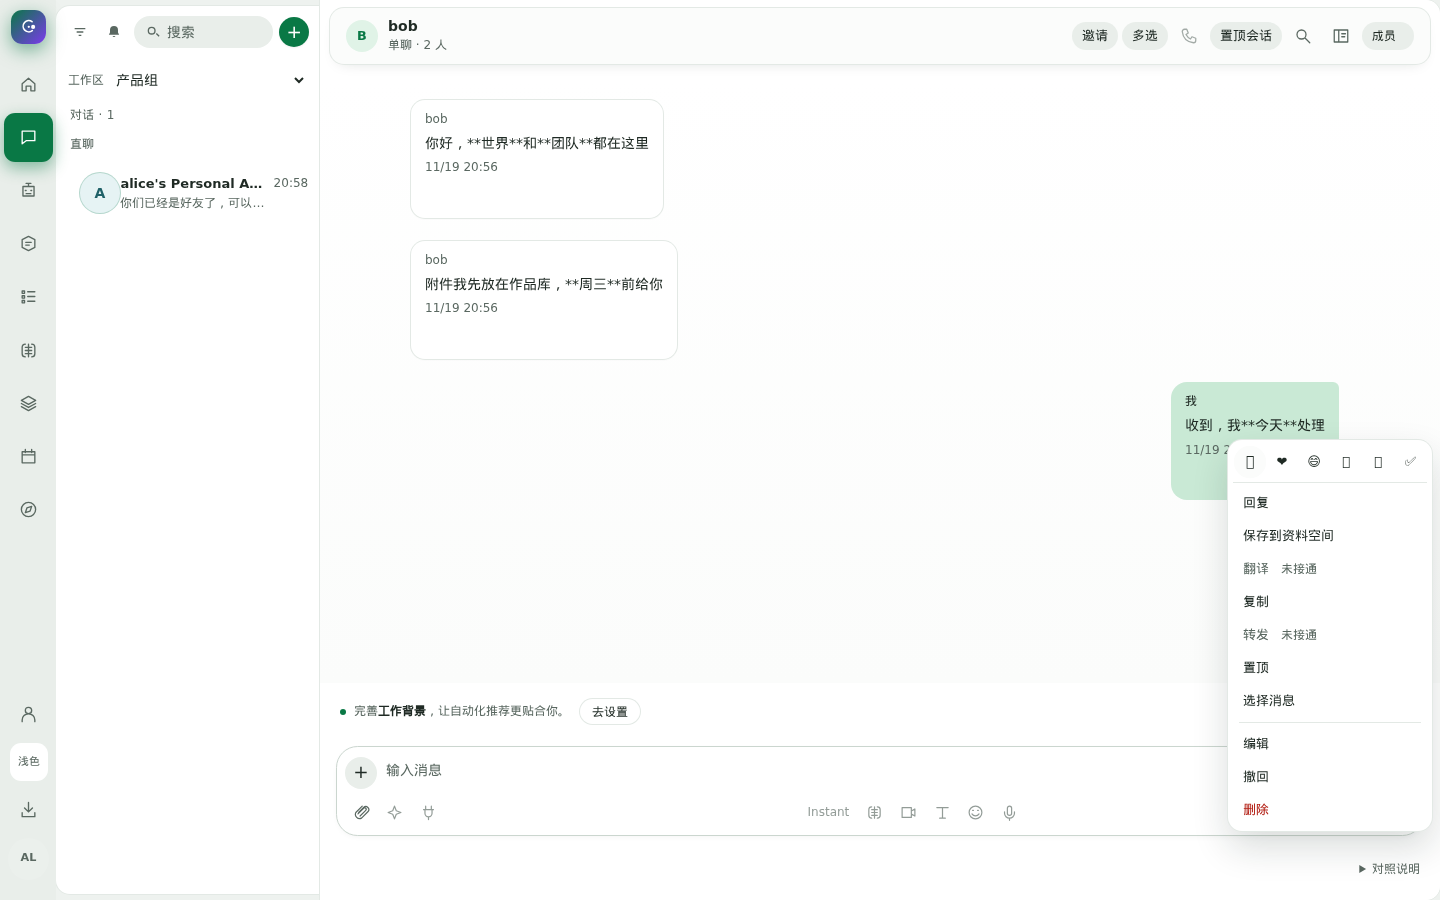 搜索
工作区 产品组
对话 · 1
直聊
A
alice's Personal A... 20:58
你们已经是好友了，可以...
浅色
AL
B
bob
单聊 · 2 人
邀请 多选 置顶会话 成员
bob
你好，**世界**和**团队**都在这里
11/19 20:56
bob
附件我先放在作品库，**周三**前给你
11/19 20:56
我
收到，我**今天**处理
11/19 2
回复
保存到资料空间
翻译 未接通
复制
转发 未接通
置顶
选择消息
编辑
撤回
删除
完善工作背景，让自动化推荐更贴合你。 去设置
输入消息
Instant
对照说明